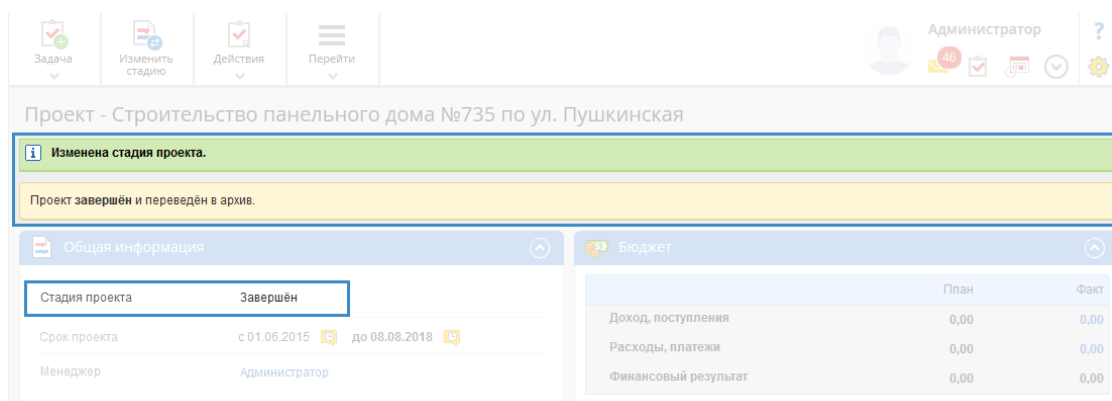 Задача
Изменить
стадию
Действия
Перейти
Администратор
?
46
Проект - Строительство панельного дома №735 по ул. Пушкинская
i Изменена стадия проекта.
Проект завершён и переведён в архив.
Общая информация
Стадия проекта Завершён
Срок проекта с 01.06.2015 до 08.08.2018
Менеджер Администратор
Бюджет
План Факт
Доход, поступления 0,00 0,00
Расходы, платежи 0,00 0,00
Финансовый результат 0,00 0,00